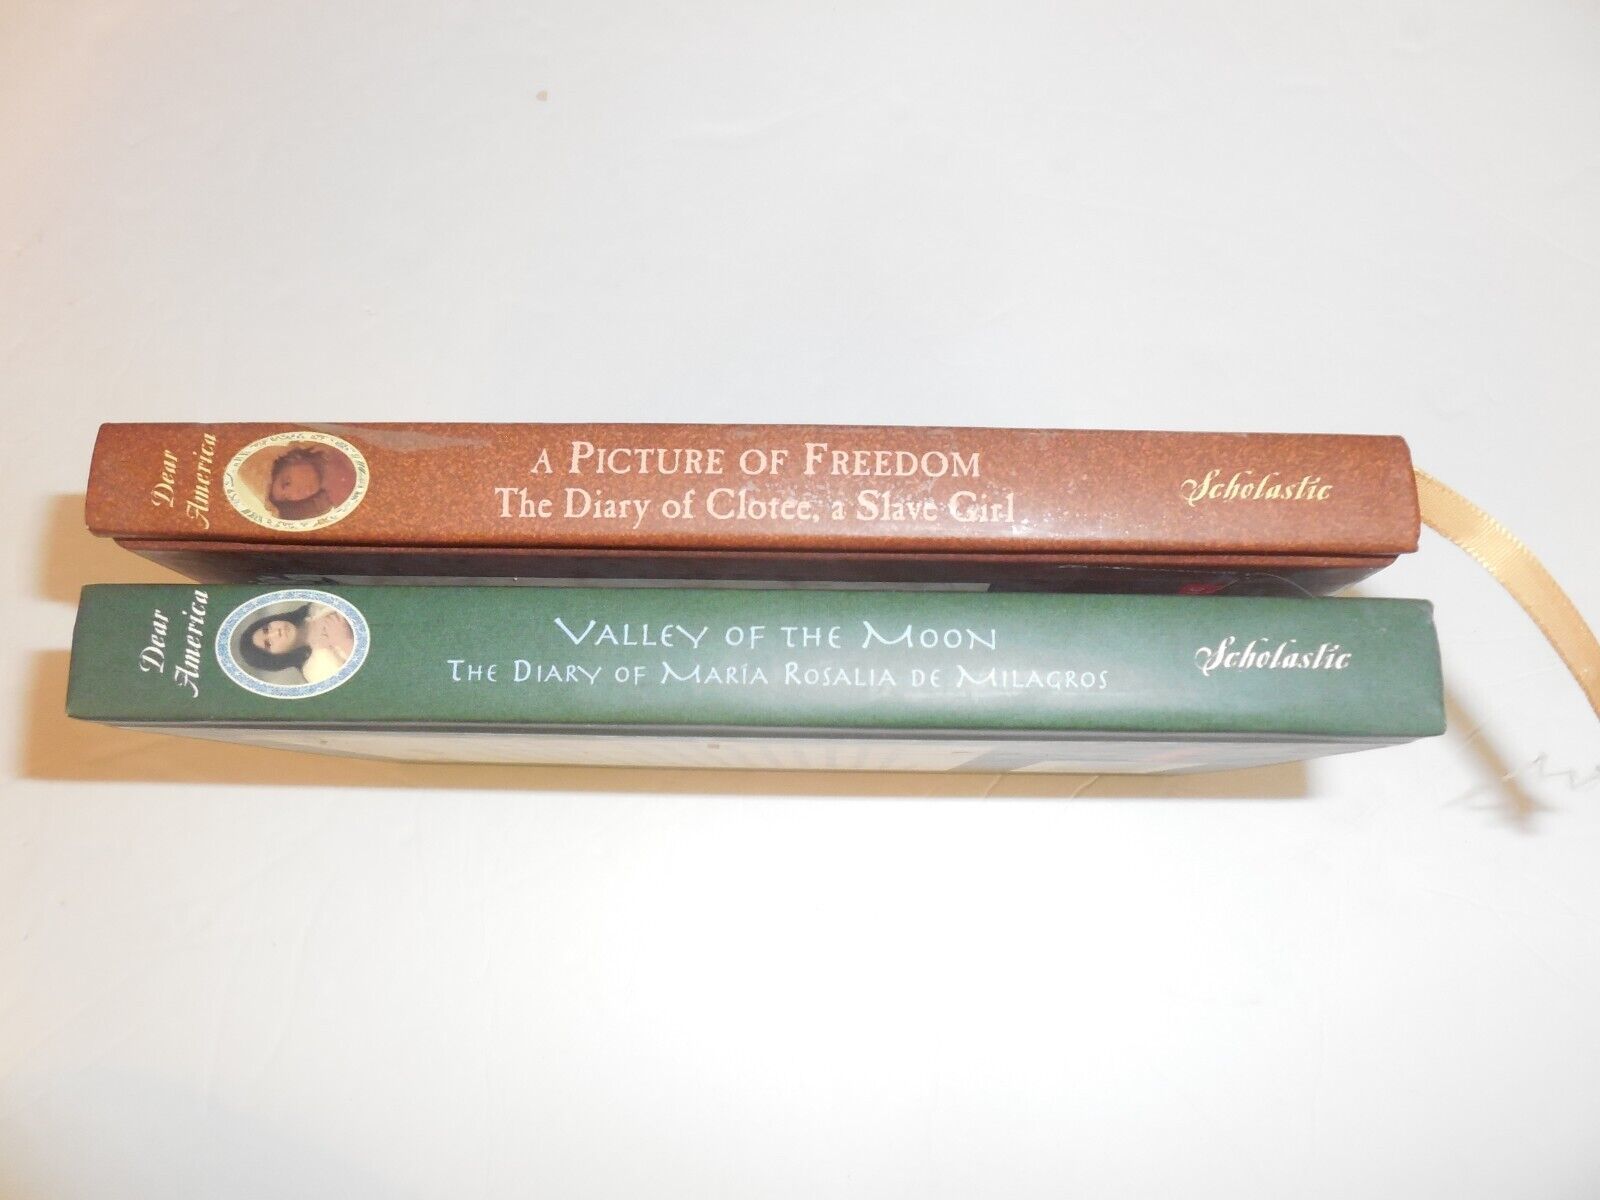 Dear
America
A PICTURE OF FREEDOM
The Diary of Clotee, a Slave Girl
Scholastic
Dear
America
VALLEY OF THE MOON
THE DIARY OF MARÍA ROSALIA DE MILAGROS
Scholastic